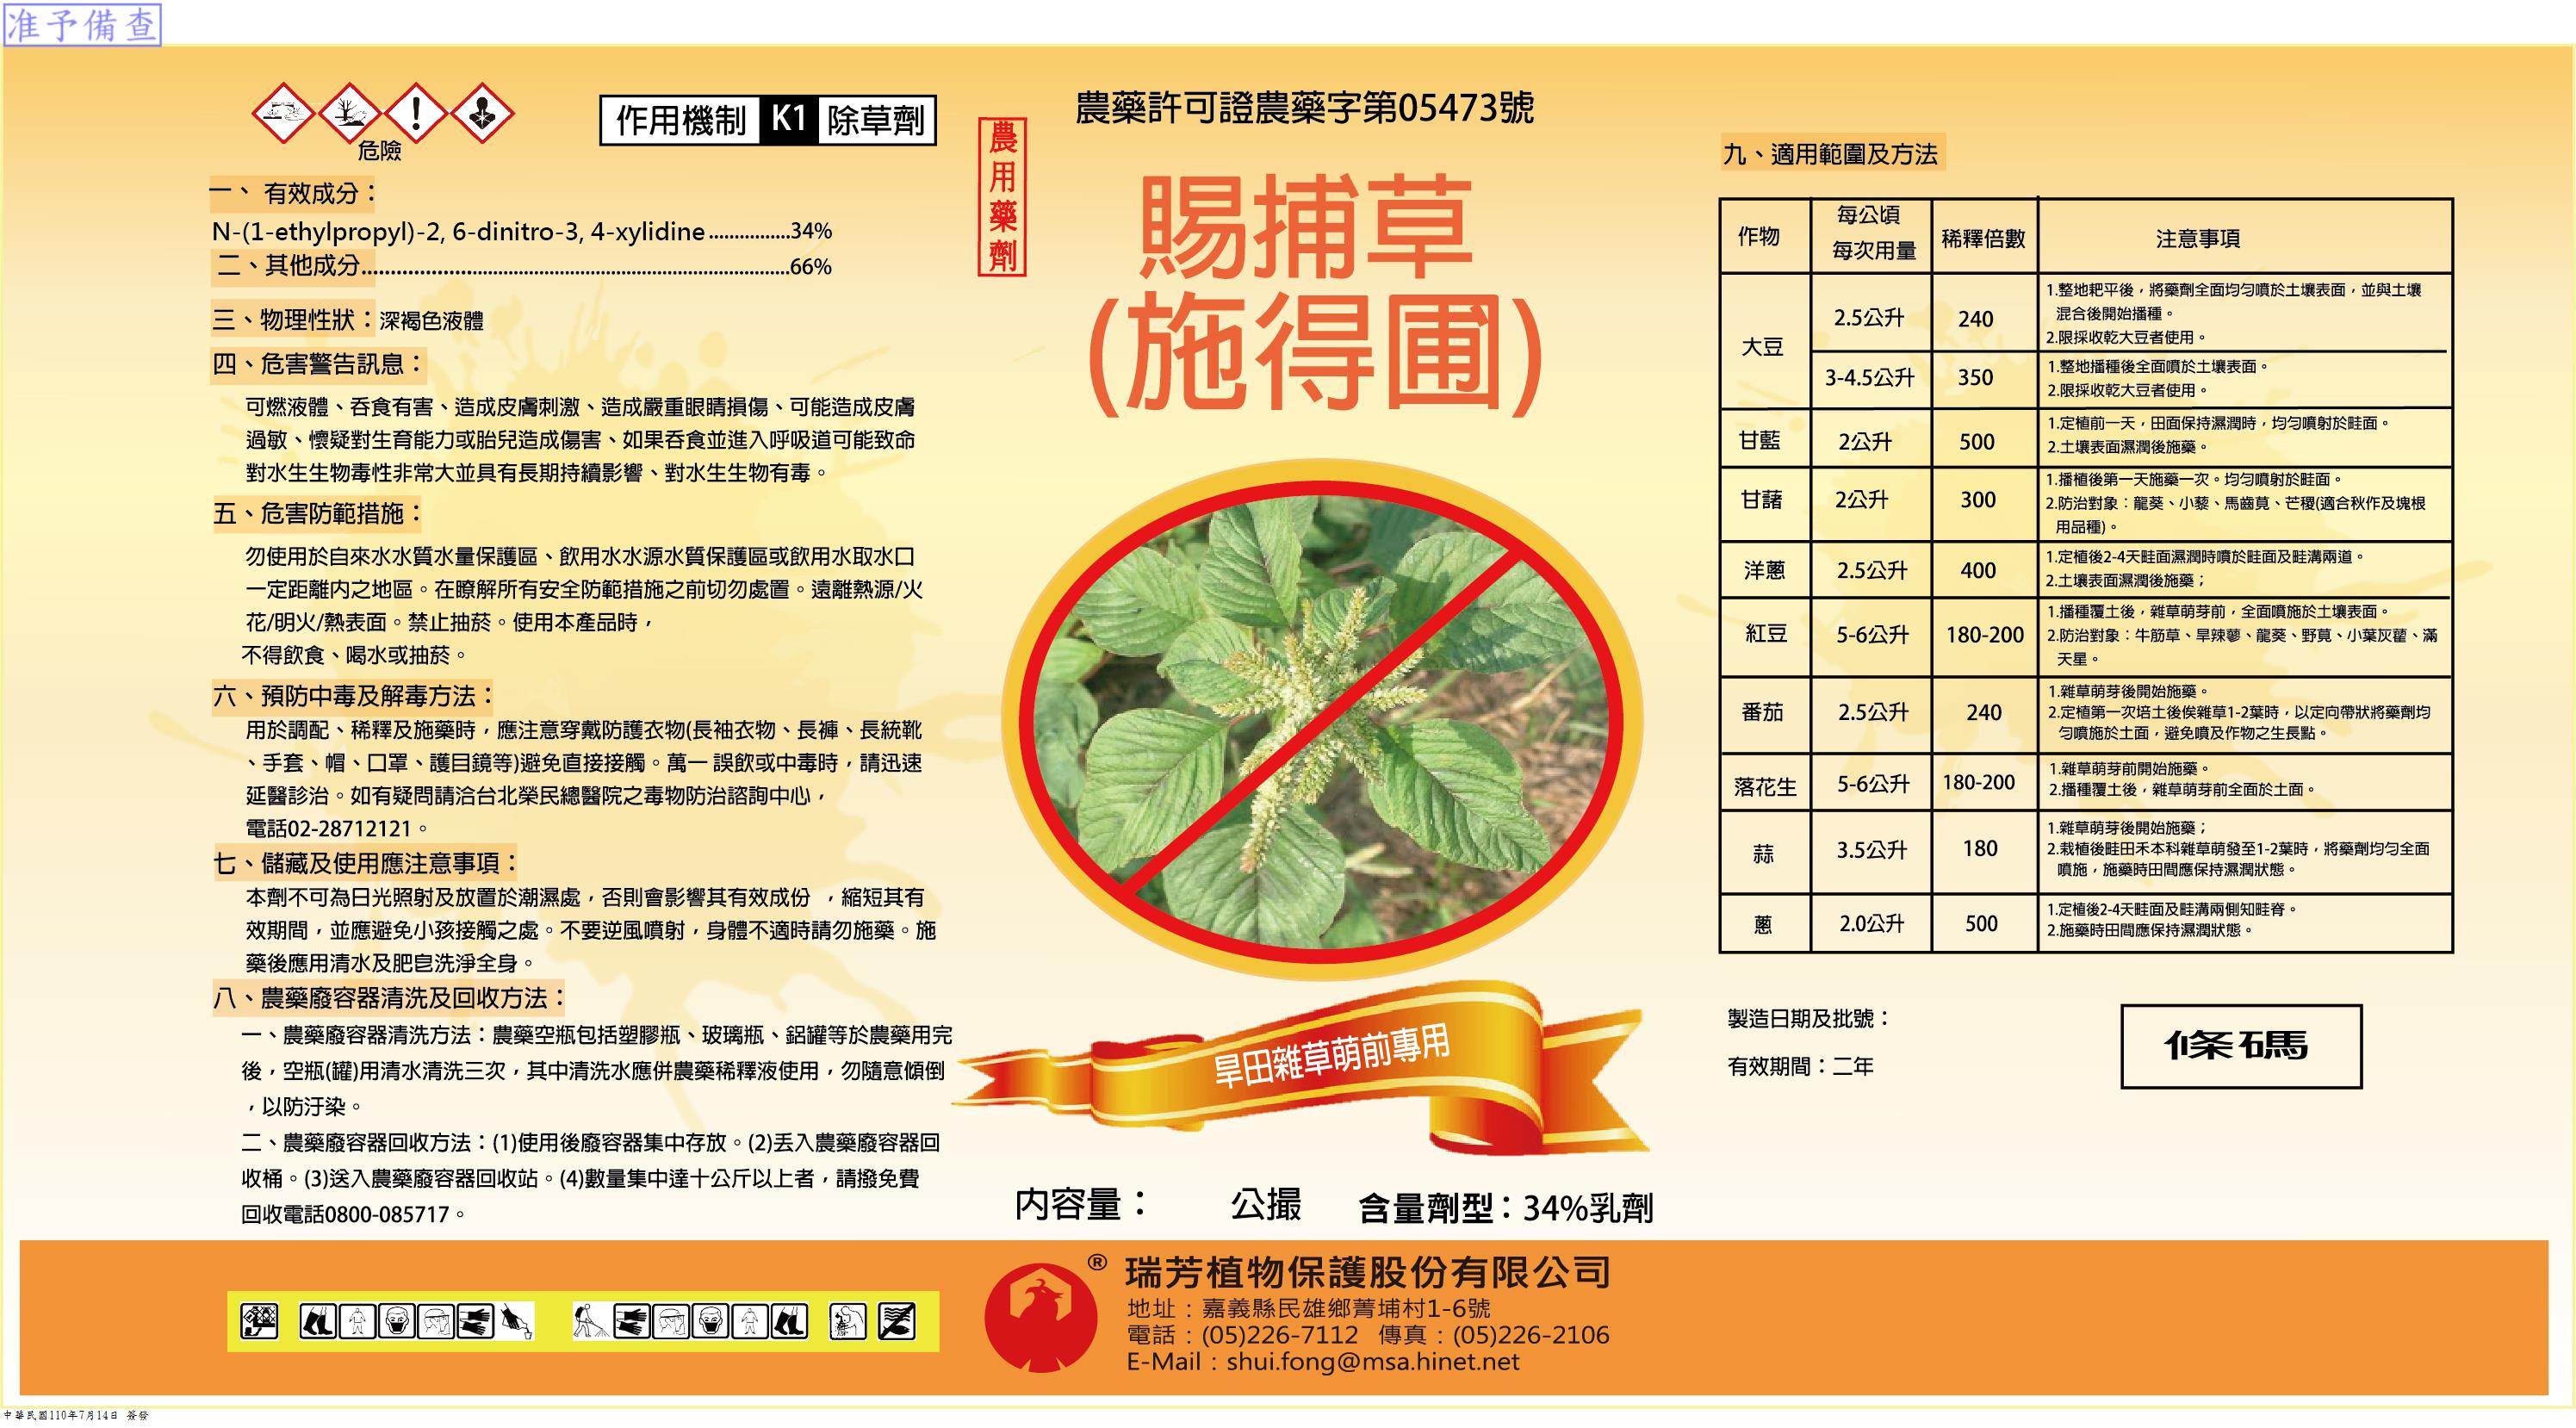 准予備查
危險
作用機制 K1 除草劑
一、 有效成分：
N-(1-ethylpropyl)-2, 6-dinitro-3, 4-xylidine................34%
二、其他成分..........................................................................66%
三、物理性狀：深褐色液體
四、危害警告訊息：
可燃液體、吞食有害、造成皮膚刺激、造成嚴重眼睛損傷、可能造成皮膚
過敏、懷疑對生育能力或胎兒造成傷害、如果吞食並進入呼吸道可能致命
對水生生物毒性非常大並具有長期持續影響、對水生生物有毒。
五、危害防範措施：
勿使用於自來水水質水量保護區、飲用水水源水質保護區或飲用水取水口
一定距離內之地區。在瞭解所有安全防範措施之前切勿處置。遠離熱源/火
花/明火/熱表面。禁止抽菸。使用本產品時，
不得飲食、喝水或抽菸。
六、預防中毒及解毒方法：
用於調配、稀釋及施藥時，應注意穿戴防護衣物(長袖衣物、長褲、長統靴
、手套、帽、口罩、護目鏡等)避免直接接觸。萬一 誤飲或中毒時，請迅速
延醫診治。如有疑問請洽台北榮民總醫院之毒物防治諮詢中心，
電話02-28712121。
七、儲藏及使用應注意事項：
本劑不可為日光照射及放置於潮濕處，否則會影響其有效成份 ，縮短其有
效期間，並應避免小孩接觸之處。不要逆風噴射，身體不適時請勿施藥。施
藥後應用清水及肥皂洗淨全身。
八、農藥廢容器清洗及回收方法：
一、農藥廢容器清洗方法：農藥空瓶包括塑膠瓶、玻璃瓶、鋁罐等於農藥用完
後，空瓶(罐)用清水清洗三次，其中清洗水應併農藥稀釋液使用，勿隨意傾倒
，以防汙染。
二、農藥廢容器回收方法：(1)使用後廢容器集中存放。(2)丟入農藥廢容器回
收桶。(3)送入農藥廢容器回收站。(4)數量集中達十公斤以上者，請撥免費
回收電話0800-085717。
農用藥劑
農藥許可證農藥字第05473號
賜捕草
(施得圃)
旱田雜草萌前專用
內容量： 公撮 含量劑型：34%乳劑
® 瑞芳植物保護股份有限公司
地址：嘉義縣民雄鄉菁埔村1-6號
電話：(05)226-7112 傳真：(05)226-2106
E-Mail：shui.fong@msa.hinet.net
九、適用範圍及方法
作物 每公頃每次用量 稀釋倍數 注意事項
大豆 2.5公升 240
1.整地耙平後，將藥劑全面均勻噴於土壤表面，並與土壤
混合後開始播種。
2.限採收乾大豆者使用。
3-4.5公升 350
1.整地播種後全面噴於土壤表面。
2.限採收乾大豆者使用。
甘藍 2公升 500
1.定植前一天，田面保持濕潤時，均勻噴射於畦面。
2.土壤表面濕潤後施藥。
甘藷 2公升 300
1.播植後第一天施藥一次。均勻噴射於畦面。
2.防治對象：龍葵、小藜、馬齒莧、芒稷(適合秋作及塊根
用品種)。
洋蔥 2.5公升 400
1.定植後2-4天畦面濕潤時噴於畦面及畦溝兩道。
2.土壤表面濕潤後施藥；
紅豆 5-6公升 180-200
1.播種覆土後，雜草萌芽前，全面噴施於土壤表面。
2.防治對象：牛筋草、旱辣蓼、龍葵、野莧、小葉灰藋、滿
天星。
番茄 2.5公升 240
1.雜草萌芽後開始施藥。
2.定植第一次培土後俟雜草1-2葉時，以定向帶狀將藥劑均
勻噴施於土面，避免噴及作物之生長點。
落花生 5-6公升 180-200
1.雜草萌芽前開始施藥。
2.播種覆土後，雜草萌芽前全面於土面。
蒜 3.5公升 180
1.雜草萌芽後開始施藥；
2.栽植後畦田禾本科雜草萌發至1-2葉時，將藥劑均勻全面
噴施，施藥時田間應保持濕潤狀態。
蔥 2.0公升 500
1.定植後2-4天畦面及畦溝兩側知畦脊。
2.施藥時田間應保持濕潤狀態。
製造日期及批號：
有效期間：二年
條碼
中華民國110年7月14日 簽發